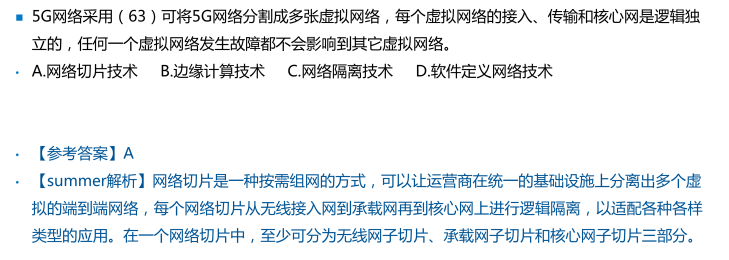 5G网络采用（63）可将5G网络分割成多张虚拟网络，每个虚拟网络的接入、传输和核心网是逻辑独
立的，任何一个虚拟网络发生故障都不会影响到其它虚拟网络。
A.网络切片技术 B.边缘计算技术 C.网络隔离技术 D.软件定义网络技术
【参考答案】A
【summer解析】网络切片是一种按需组网的方式，可以让运营商在统一的基础设施上分离出多个虚
拟的端到端网络，每个网络切片从无线接入网到承载网再到核心网上进行逻辑隔离，以适配各种各样
类型的应用。在一个网络切片中，至少可分为无线网子切片、承载网子切片和核心网子切片三部分。